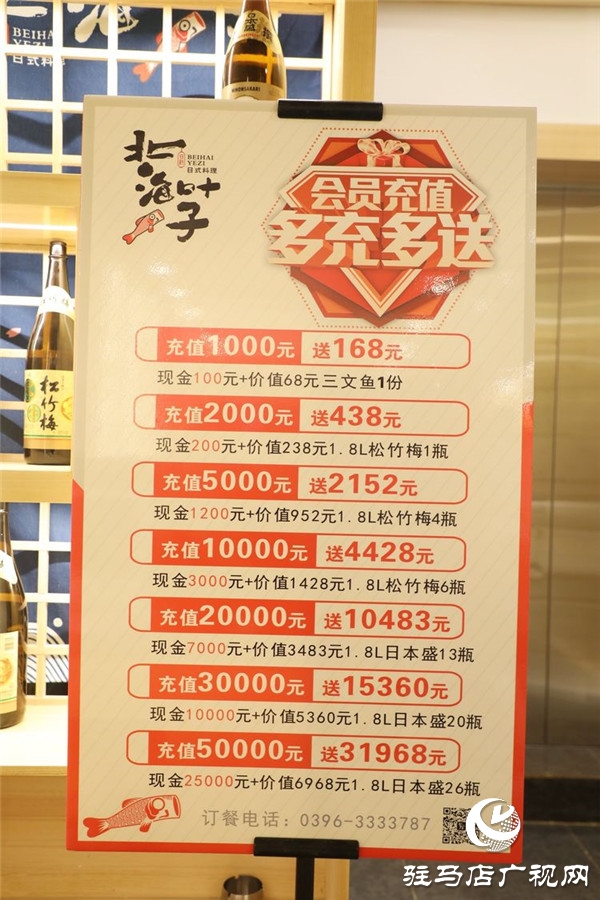 BEIHAI
YEZI
日式料理
日本盛
NIHONSAKARI
松竹梅
北海叶子
BEIHAI
YEZI
日式料理
会员充值
多充多送
充值1000元 送168元
现金100元+价值68元三文鱼1份
充值2000元 送438元
现金200元+价值238元1.8L松竹梅1瓶
充值5000元 送2152元
现金1200元+价值952元1.8L松竹梅4瓶
充值10000元 送4428元
现金3000元+价值1428元1.8L松竹梅6瓶
充值20000元 送10483元
现金7000元+价值3483元1.8L日本盛13瓶
充值30000元 送15360元
现金10000元+价值5360元1.8L日本盛20瓶
充值50000元 送31968元
现金25000元+价值6968元1.8L日本盛26瓶
订餐电话：0396-3333787
驻马店广视网